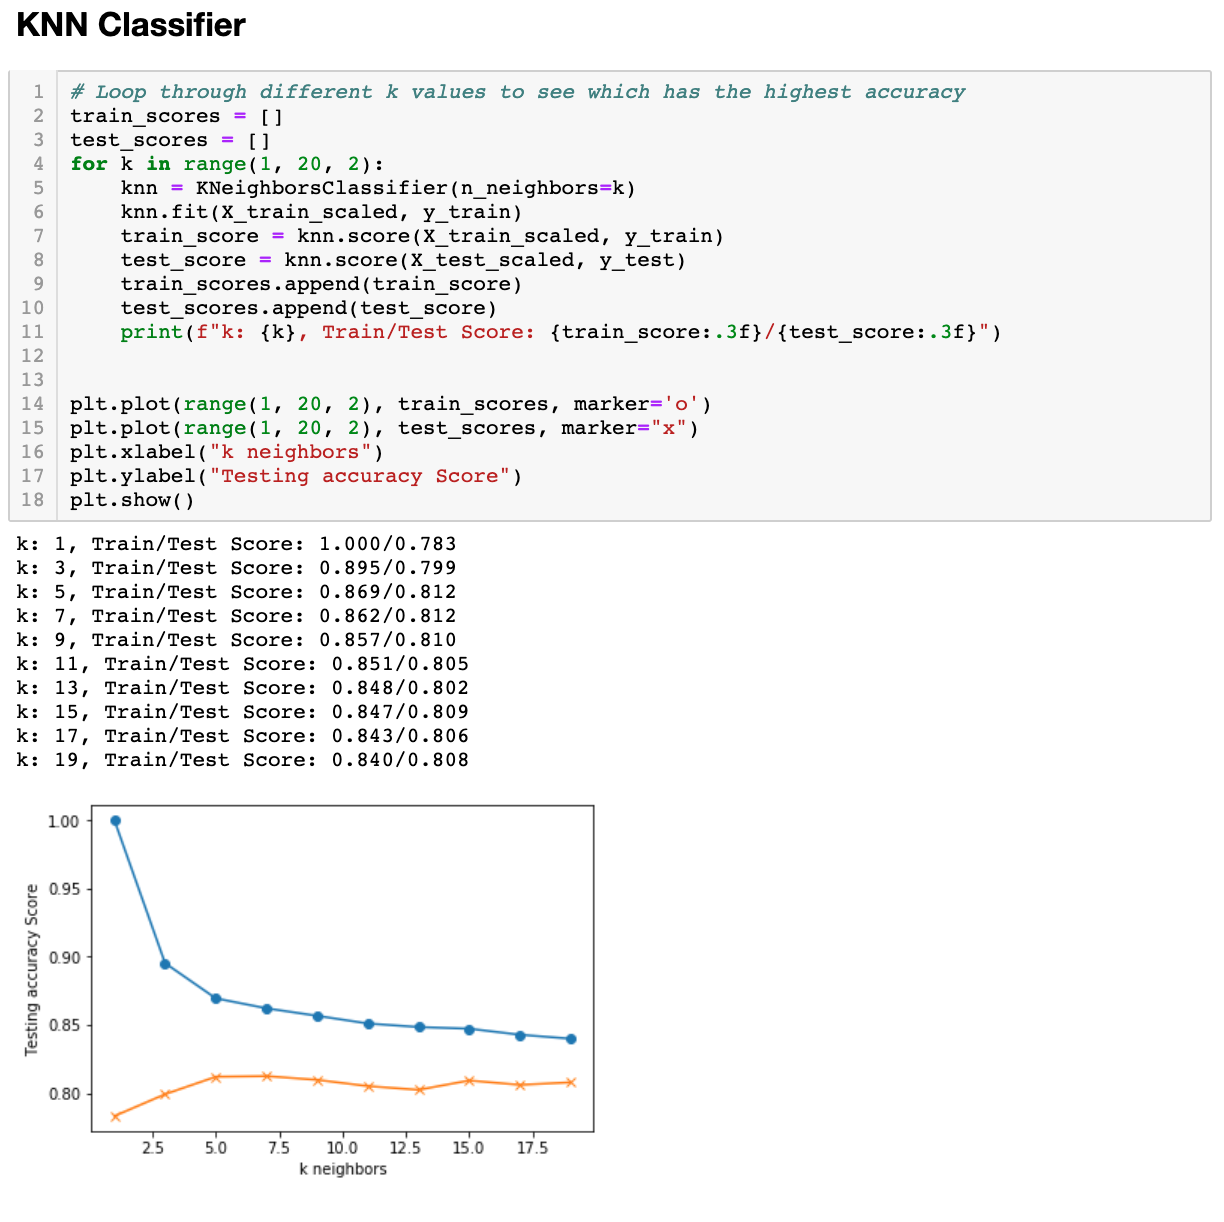 KNN Classifier
1 # Loop through different k values to see which has the highest accuracy
2 train_scores = []
3 test_scores = []
4 for k in range(1, 20, 2):
5     knn = KNeighborsClassifier(n_neighbors=k)
6     knn.fit(X_train_scaled, y_train)
7     train_score = knn.score(X_train_scaled, y_train)
8     test_score = knn.score(X_test_scaled, y_test)
9     train_scores.append(train_score)
10     test_scores.append(test_score)
11     print(f"k: {k}, Train/Test Score: {train_score:.3f}/{test_score:.3f}")
12
13
14 plt.plot(range(1, 20, 2), train_scores, marker='o')
15 plt.plot(range(1, 20, 2), test_scores, marker="x")
16 plt.xlabel("k neighbors")
17 plt.ylabel("Testing accuracy Score")
18 plt.show()
k: 1, Train/Test Score: 1.000/0.783
k: 3, Train/Test Score: 0.895/0.799
k: 5, Train/Test Score: 0.869/0.812
k: 7, Train/Test Score: 0.862/0.812
k: 9, Train/Test Score: 0.857/0.810
k: 11, Train/Test Score: 0.851/0.805
k: 13, Train/Test Score: 0.848/0.802
k: 15, Train/Test Score: 0.847/0.809
k: 17, Train/Test Score: 0.843/0.806
k: 19, Train/Test Score: 0.840/0.808
Testing accuracy Score
1.00
0.95
0.90
0.85
0.80
2.5 5.0 7.5 10.0 12.5 15.0 17.5
k neighbors